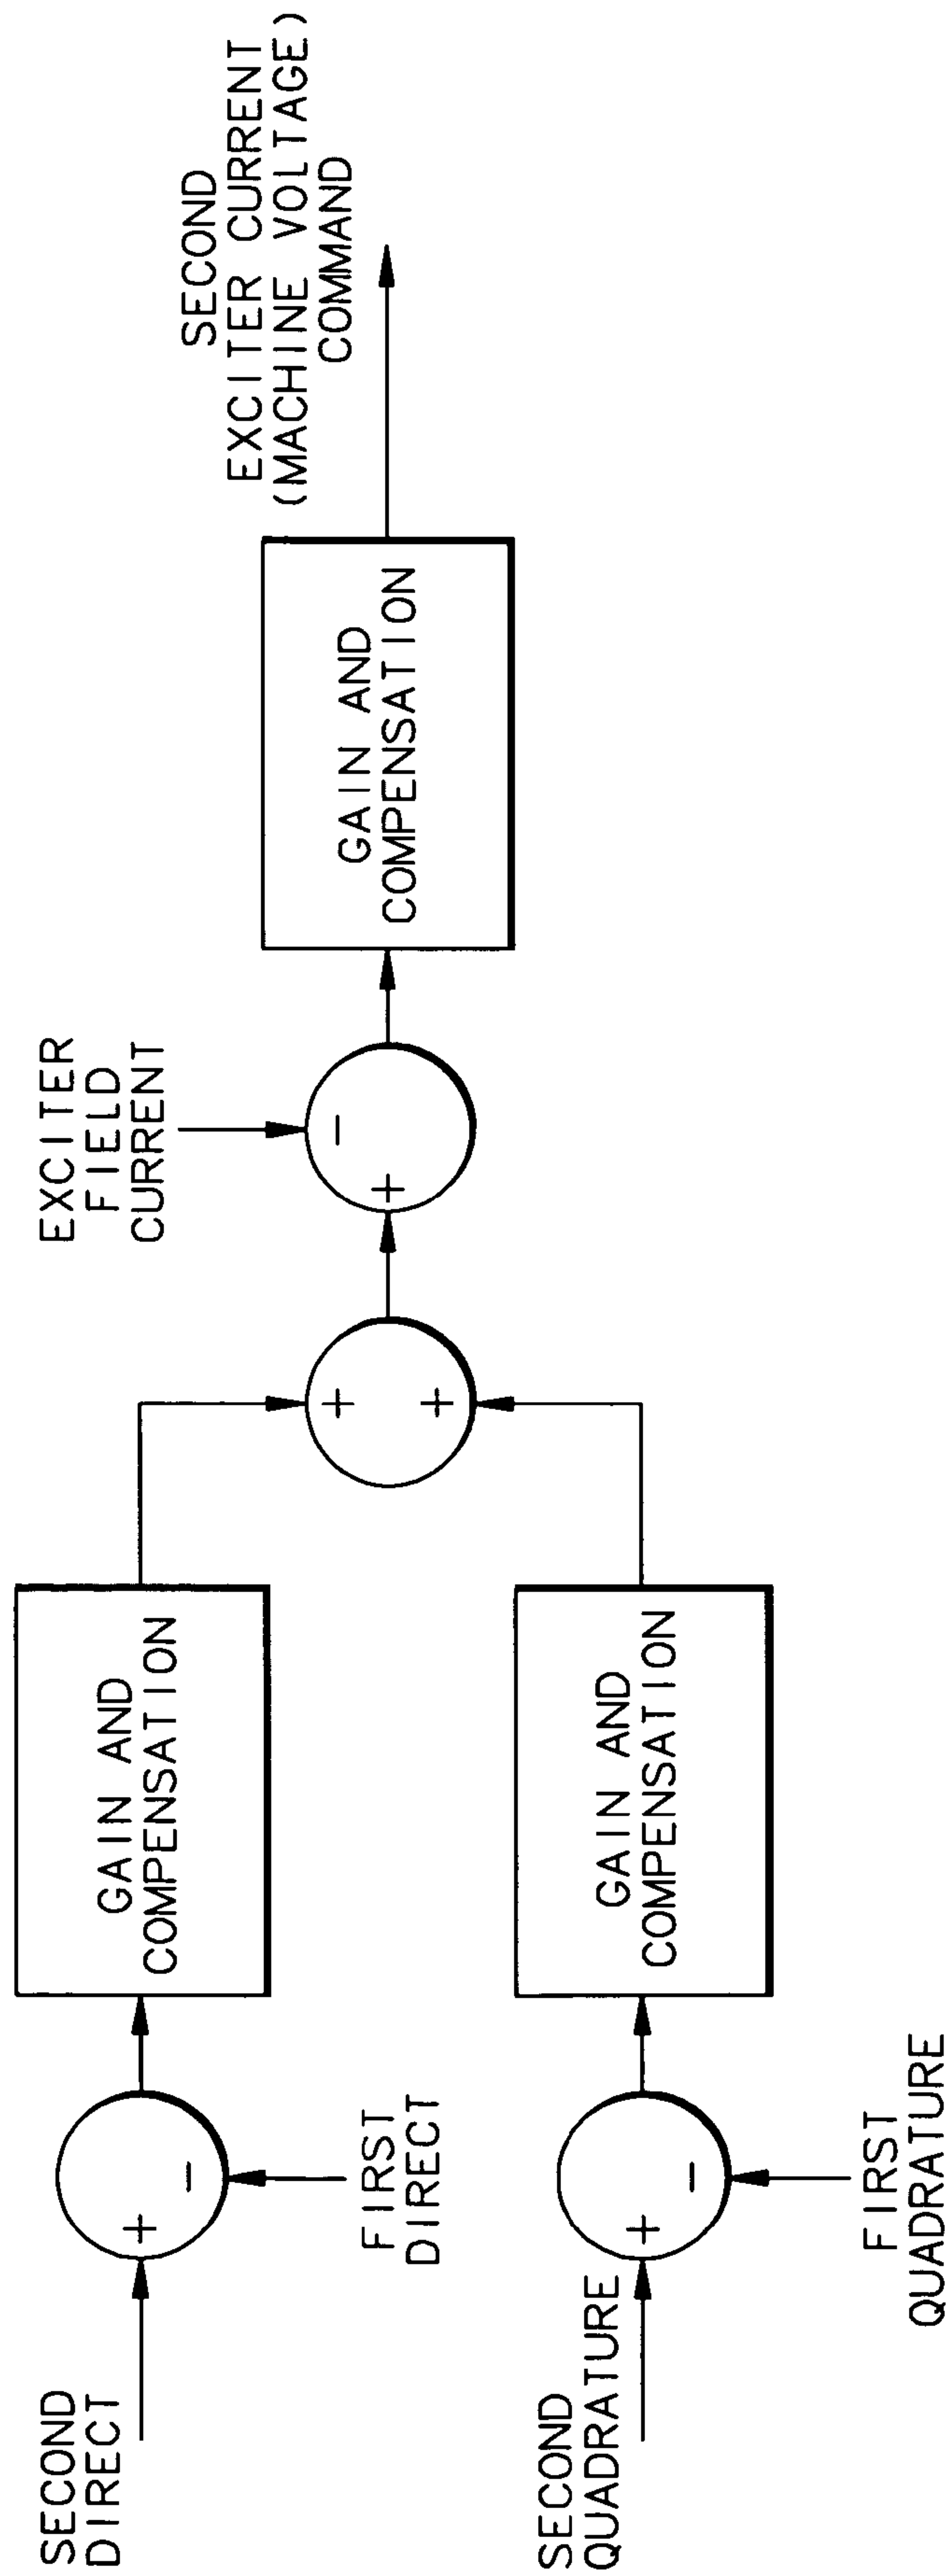 SECOND
DIRECT
+
-
FIRST
DIRECT
GAIN AND
COMPENSATION
SECOND
QUADRATURE
+
-
FIRST
QUADRATURE
GAIN AND
COMPENSATION
+
+
EXCITER
FIELD
CURRENT
-
+
GAIN AND
COMPENSATION
SECOND
EXCITER CURRENT
(MACHINE VOLTAGE)
COMMAND